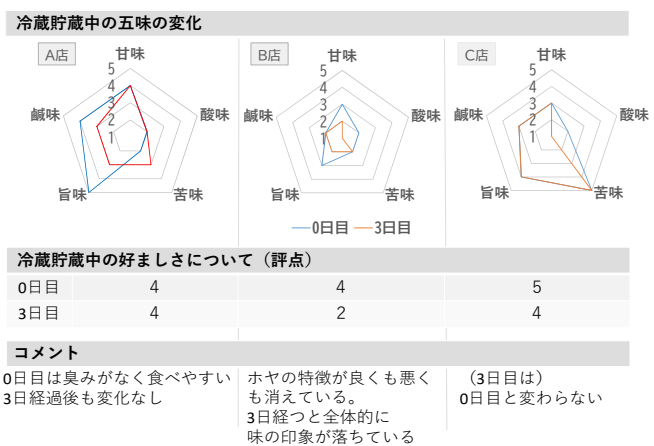 冷蔵貯蔵中の五味の変化
A店
甘味
5
4
3
2
1
酸味
苦味
旨味
鹹味
B店
甘味
5
4
3
2
1
酸味
苦味
旨味
鹹味
C店
甘味
5
4
3
2
1
酸味
苦味
旨味
鹹味
0日目 3日目
冷蔵貯蔵中の好ましさについて（評点）
0日目 4 4 5
3日目 4 2 4
コメント
0日目は臭みがなく食べやすい
3日経過後も変化なし
ホヤの特徴が良くも悪く
も消えている。
3日経つと全体的に
味の印象が落ちている
（3日目は）
0日目と変わらない